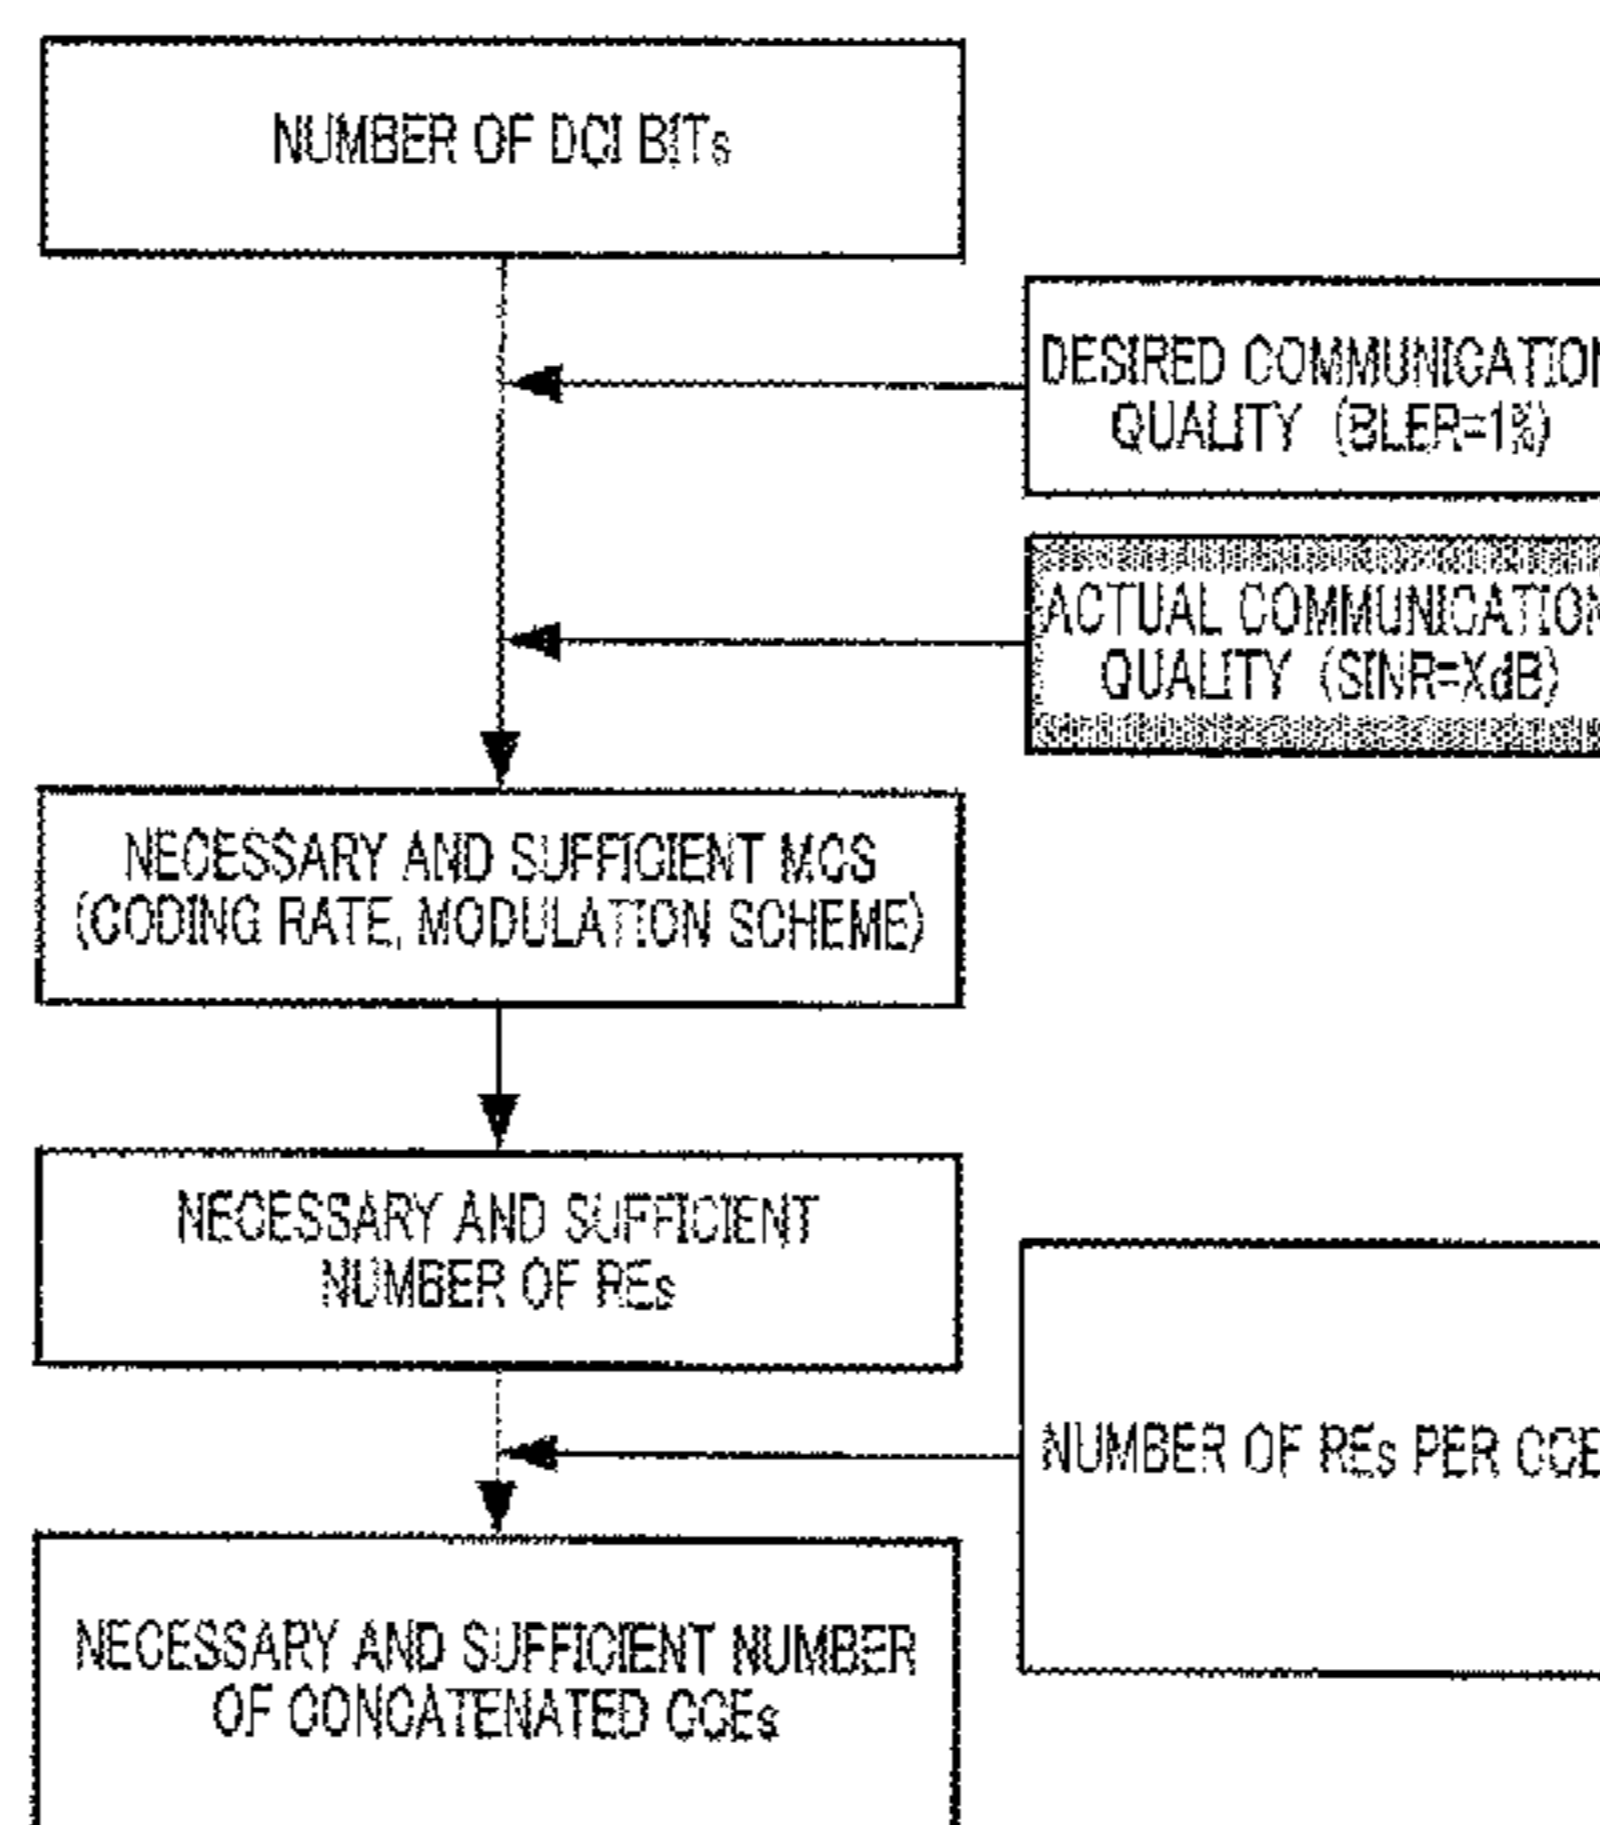 NUMBER OF DCI BITs
DESIRED COMMUNICATION
QUALITY (BLER=1%)
ACTUAL COMMUNICATION
QUALITY (SINR=XdB)
NECESSARY AND SUFFICIENT MCS
(CODING RATE, MODULATION SCHEME)
NECESSARY AND SUFFICIENT
NUMBER OF REs
NUMBER OF REs PER CCE
NECESSARY AND SUFFICIENT NUMBER
OF CONCATENATED CCEs